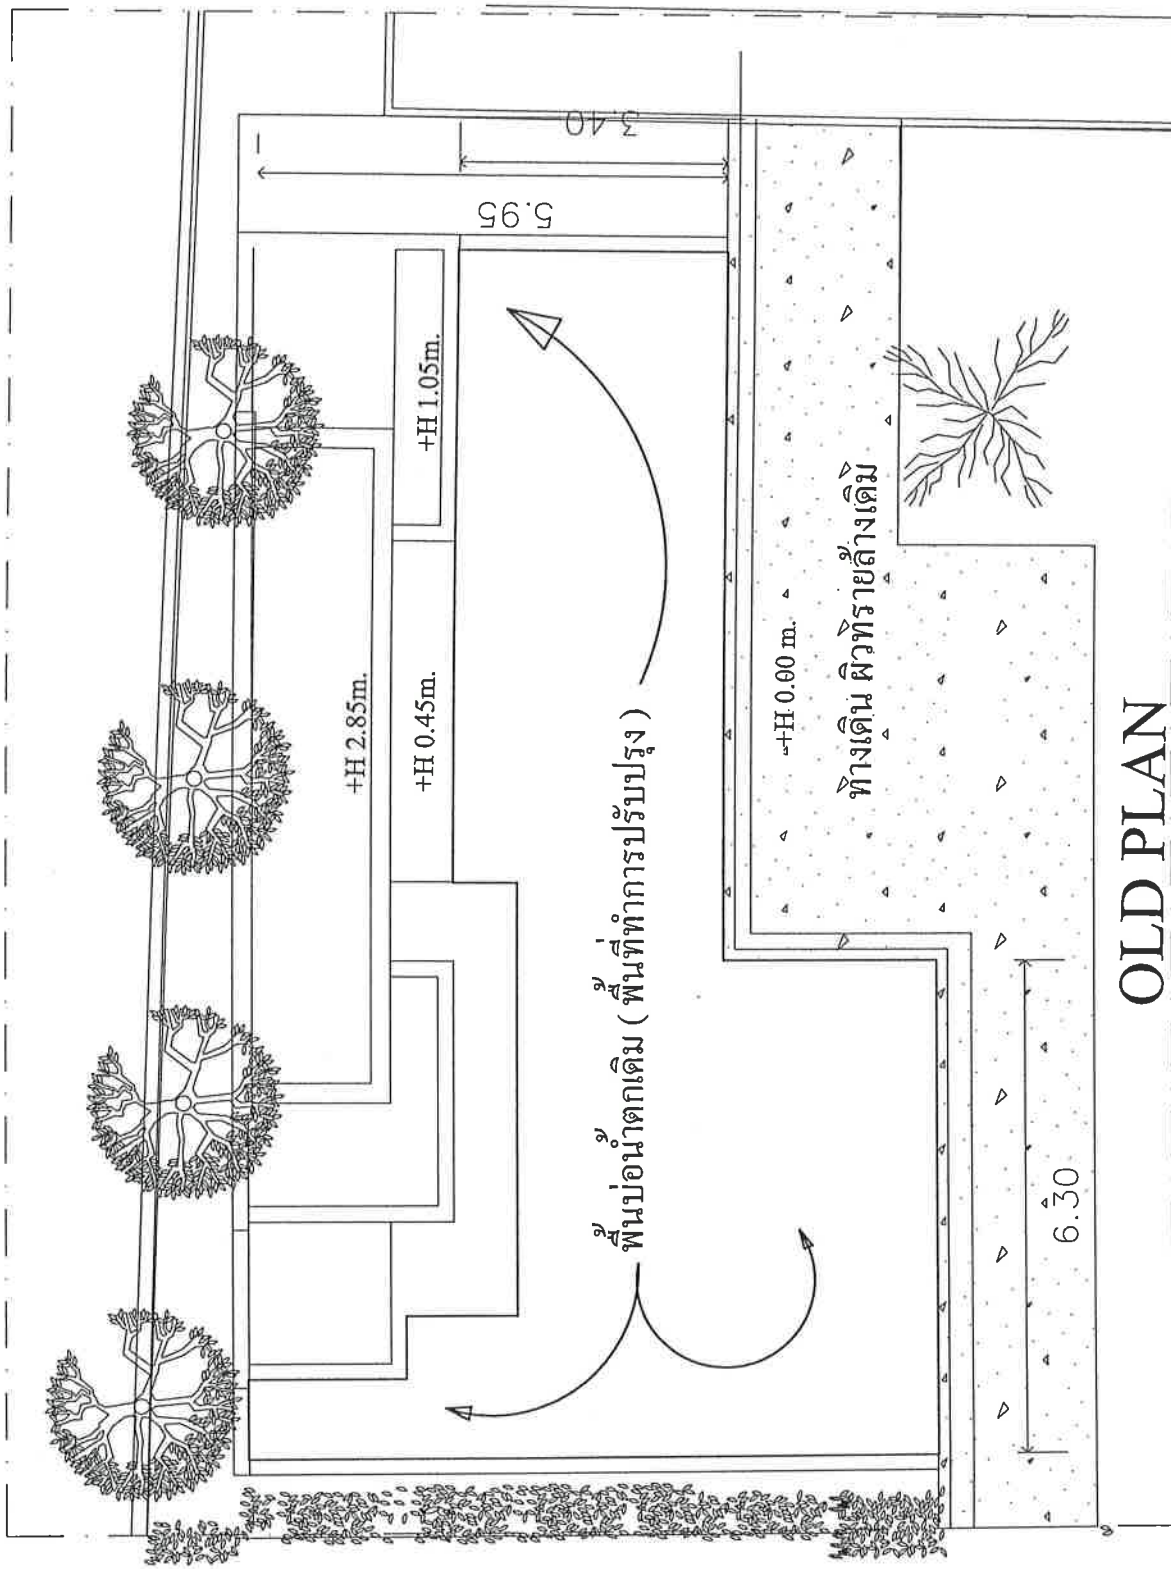 3.40
5.95
+H 1.05m.
+H 2.85m.
+H 0.45m.
พื้นบ่อน้ำตกเดิม ( พื้นที่ทำการปรับปรุง )
+H 0.00 m.
ทางเดิน ผิวทรายล้างเดิม
6.30
OLD PLAN